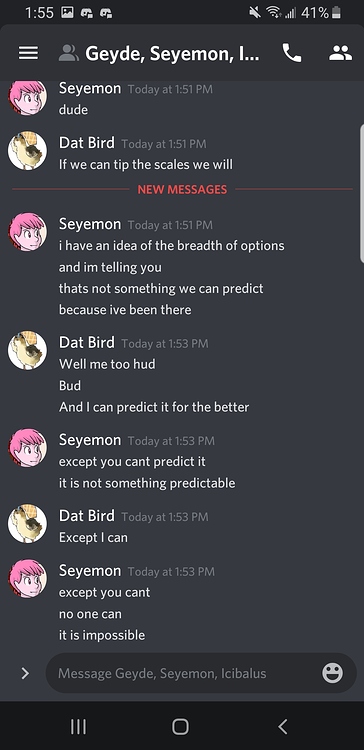 1:55
41%
Geyde, Seyemon, I...
Seyemon Today at 1:51 PM
dude
Dat Bird Today at 1:51 PM
If we can tip the scales we will
NEW MESSAGES
Seyemon Today at 1:51 PM
i have an idea of the breadth of options
and im telling you
thats not something we can predict
because ive been there
Dat Bird Today at 1:53 PM
Well me too hud
Bud
And I can predict it for the better
Seyemon Today at 1:53 PM
except you cant predict it
it is not something predictable
Dat Bird Today at 1:53 PM
Except I can
Seyemon Today at 1:53 PM
except you cant
no one can
it is impossible
Message Geyde, Seyemon, Icibalus